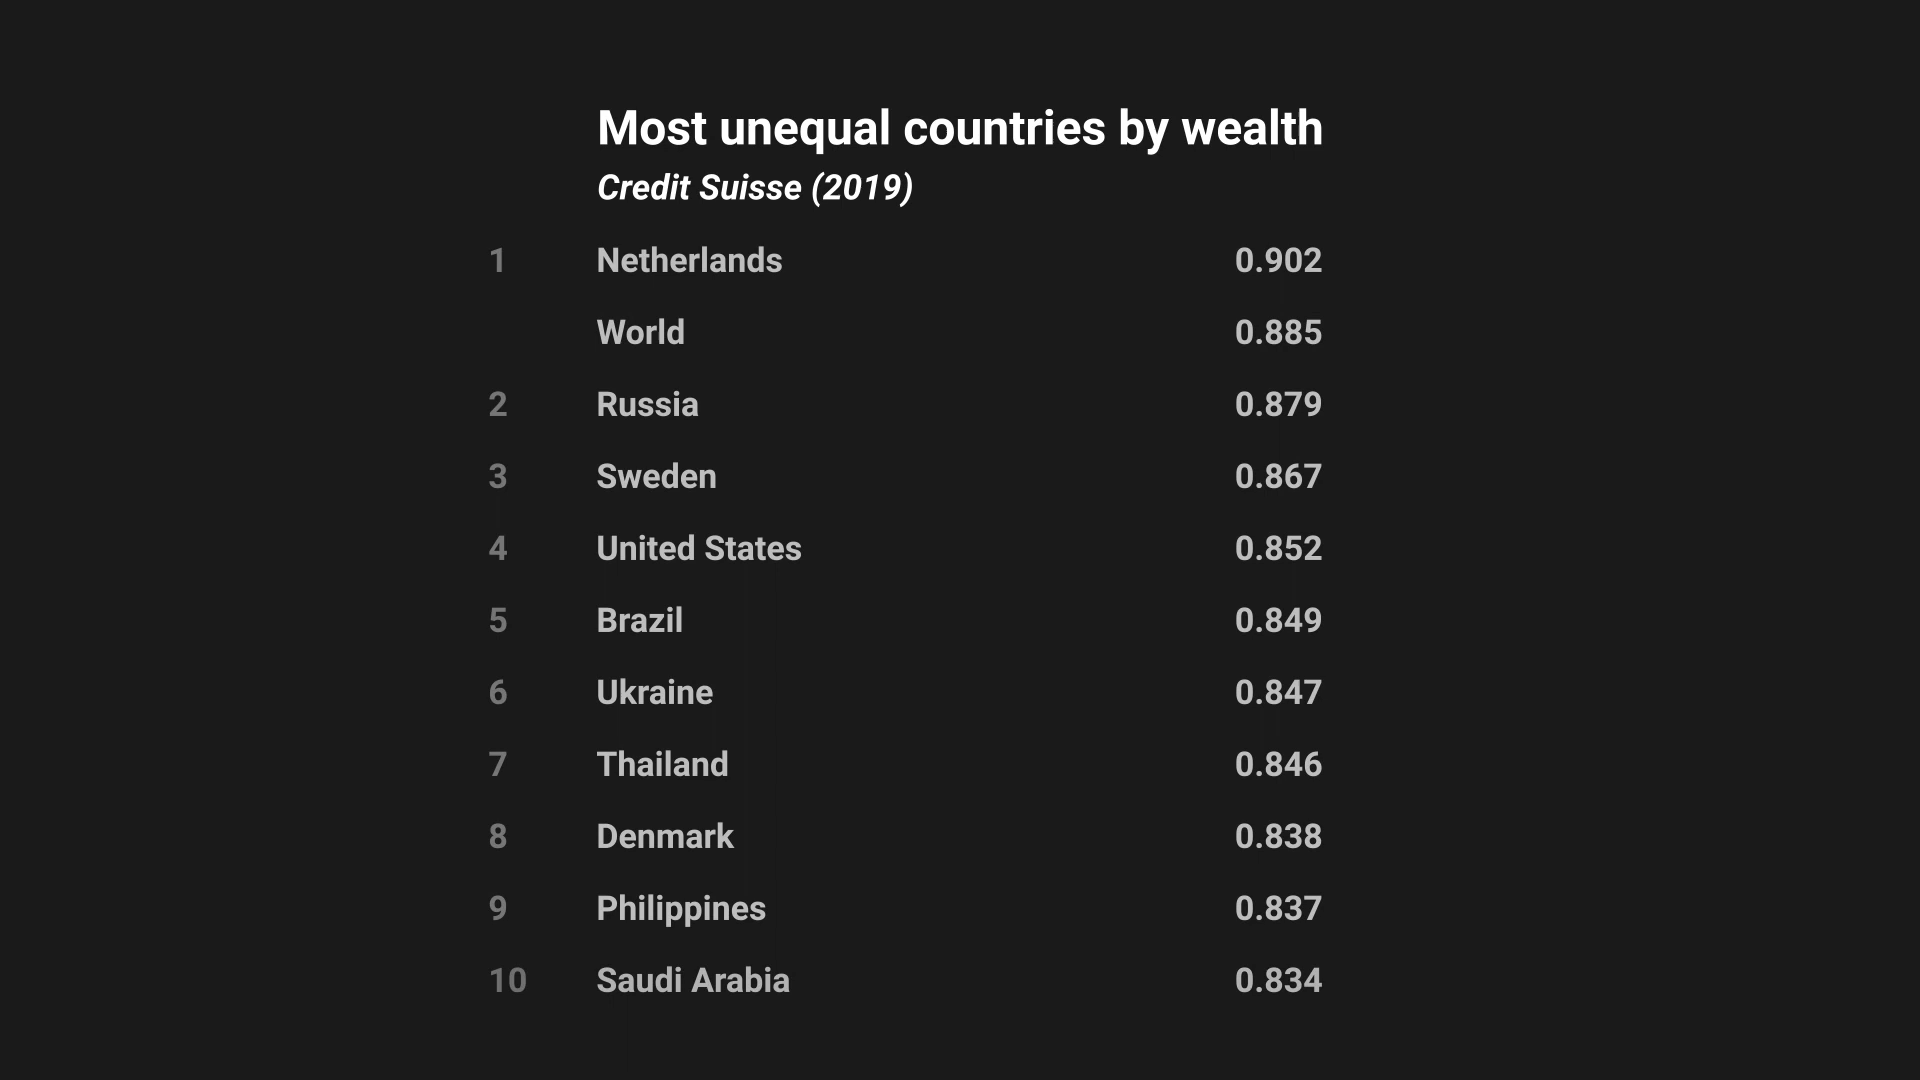 Most unequal countries by wealth
Credit Suisse (2019)
1 Netherlands 0.902
World 0.885
2 Russia 0.879
3 Sweden 0.867
4 United States 0.852
5 Brazil 0.849
6 Ukraine 0.847
7 Thailand 0.846
8 Denmark 0.838
9 Philippines 0.837
10 Saudi Arabia 0.834